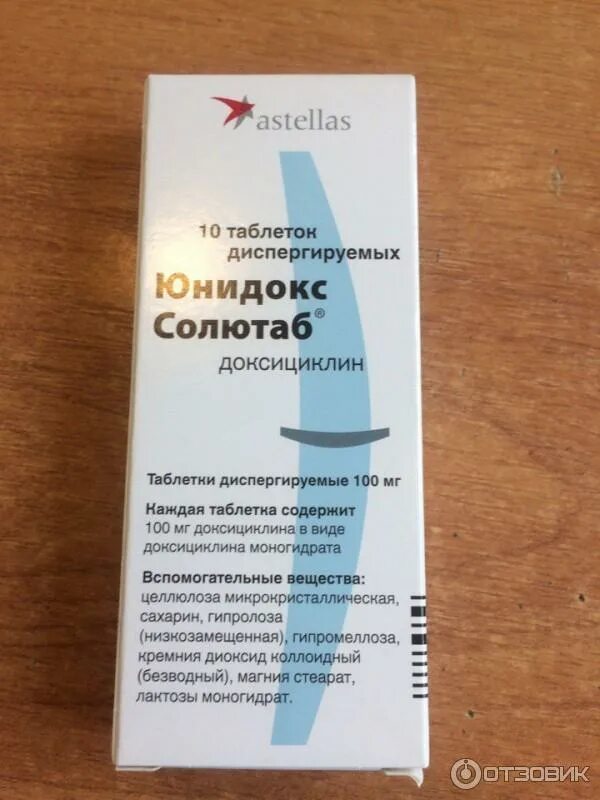 astellas
10 таблеток
диспергируемых
Юнидокс
Солютаб®
доксициклин
Таблетки диспергируемые 100 мг
Каждая таблетка содержит
100 мг доксициклина в виде
доксициклина моногидрата
Вспомогательные вещества:
целлюлоза микрокристаллическая,
сахарин, гипролоза
(низкозамещенная), гипромеллоза,
кремния диоксид коллоидный
(безводный), магния стеарат,
лактозы моногидрат.
ОТЗОВИК